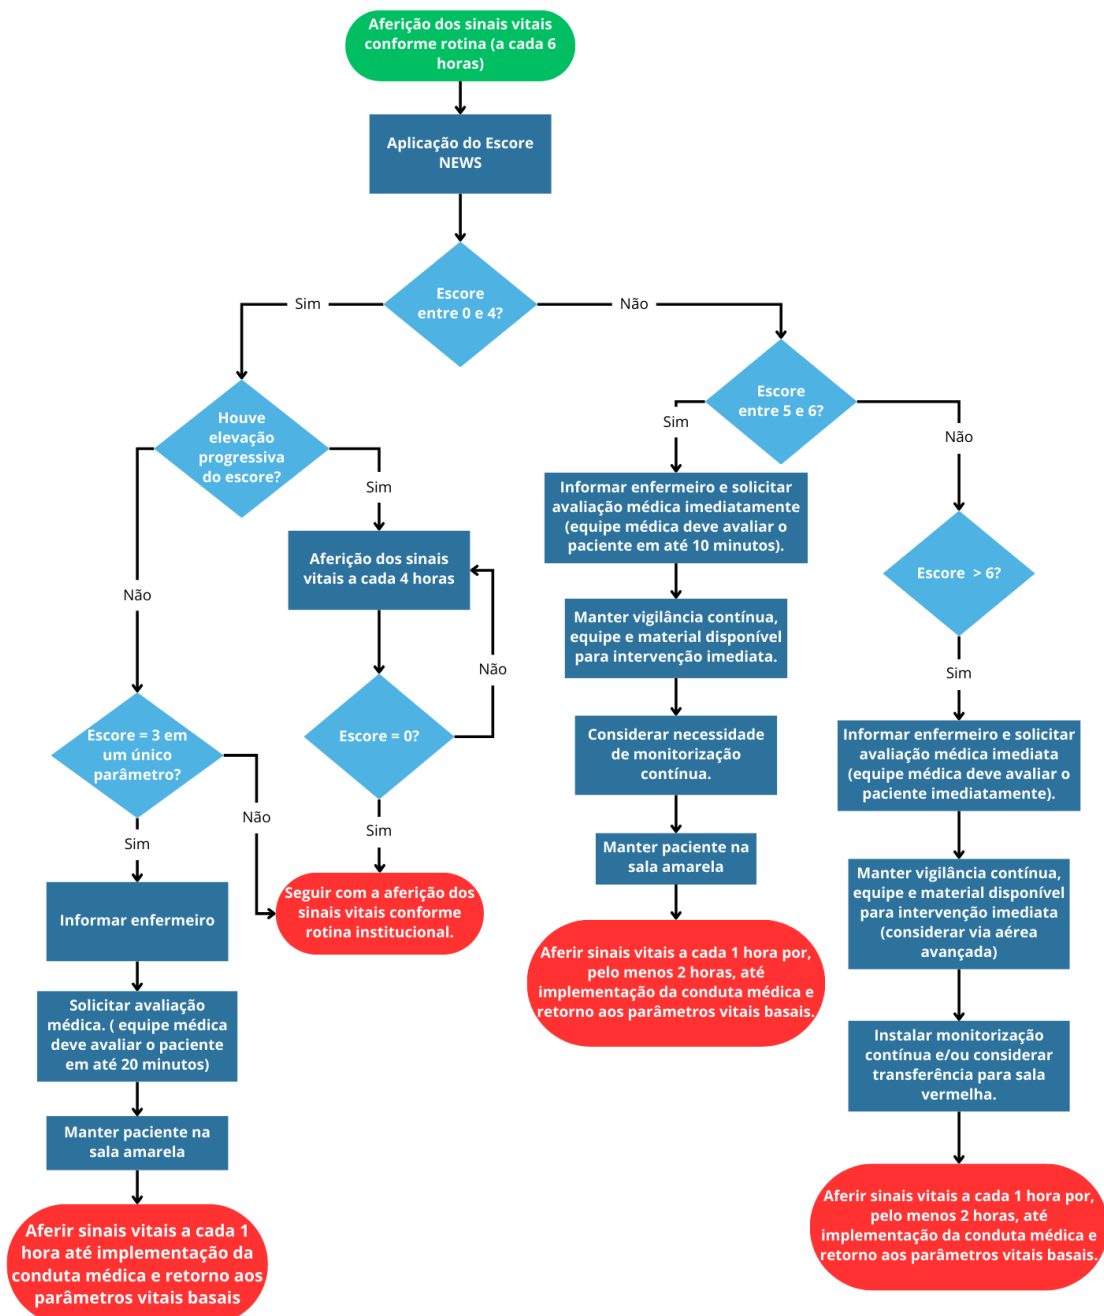 Aferição dos sinais vitais
conforme rotina (a cada 6
horas)
Aplicação do Escore
NEWS
Escore
entre 0 e 4?
Sim
Não
Houve
elevação
progressiva
do escore?
Sim
Não
Aferição dos sinais
vitais a cada 4 horas
Não
Escore = 0?
Sim
Escore = 3 em
um único
parâmetro?
Não
Sim
Seguir com a aferição dos
sinais vitais conforme
rotina institucional.
Informar enfermeiro
Solicitar avaliação
médica. ( equipe médica
deve avaliar o paciente
em até 20 minutos)
Manter paciente na
sala amarela
Aferir sinais vitais a cada 1
hora até implementação da
conduta médica e retorno aos
parâmetros vitais basais
Escore
entre 5 e 6?
Sim
Não
Informar enfermeiro e solicitar
avaliação médica imediatamente
(equipe médica deve avaliar o
paciente em até 10 minutos).
Manter vigilância contínua,
equipe e material disponível
para intervenção imediata.
Considerar necessidade
de monitorização
contínua.
Manter paciente na
sala amarela
Aferir sinais vitais a cada 1 hora por,
pelo menos 2 horas, até
implementação da conduta médica e
retorno aos parâmetros vitais basais.
Escore > 6?
Sim
Informar enfermeiro e solicitar
avaliação médica imediata
(equipe médica deve avaliar o
paciente imediatamente).
Manter vigilância contínua,
equipe e material disponível
para intervenção imediata
(considerar via aérea
avançada)
Instalar monitorização
contínua e/ou considerar
transferência para sala
vermelha.
Aferir sinais vitais a cada 1 hora por,
pelo menos 2 horas, até
implementação da conduta médica e
retorno aos parâmetros vitais basais.